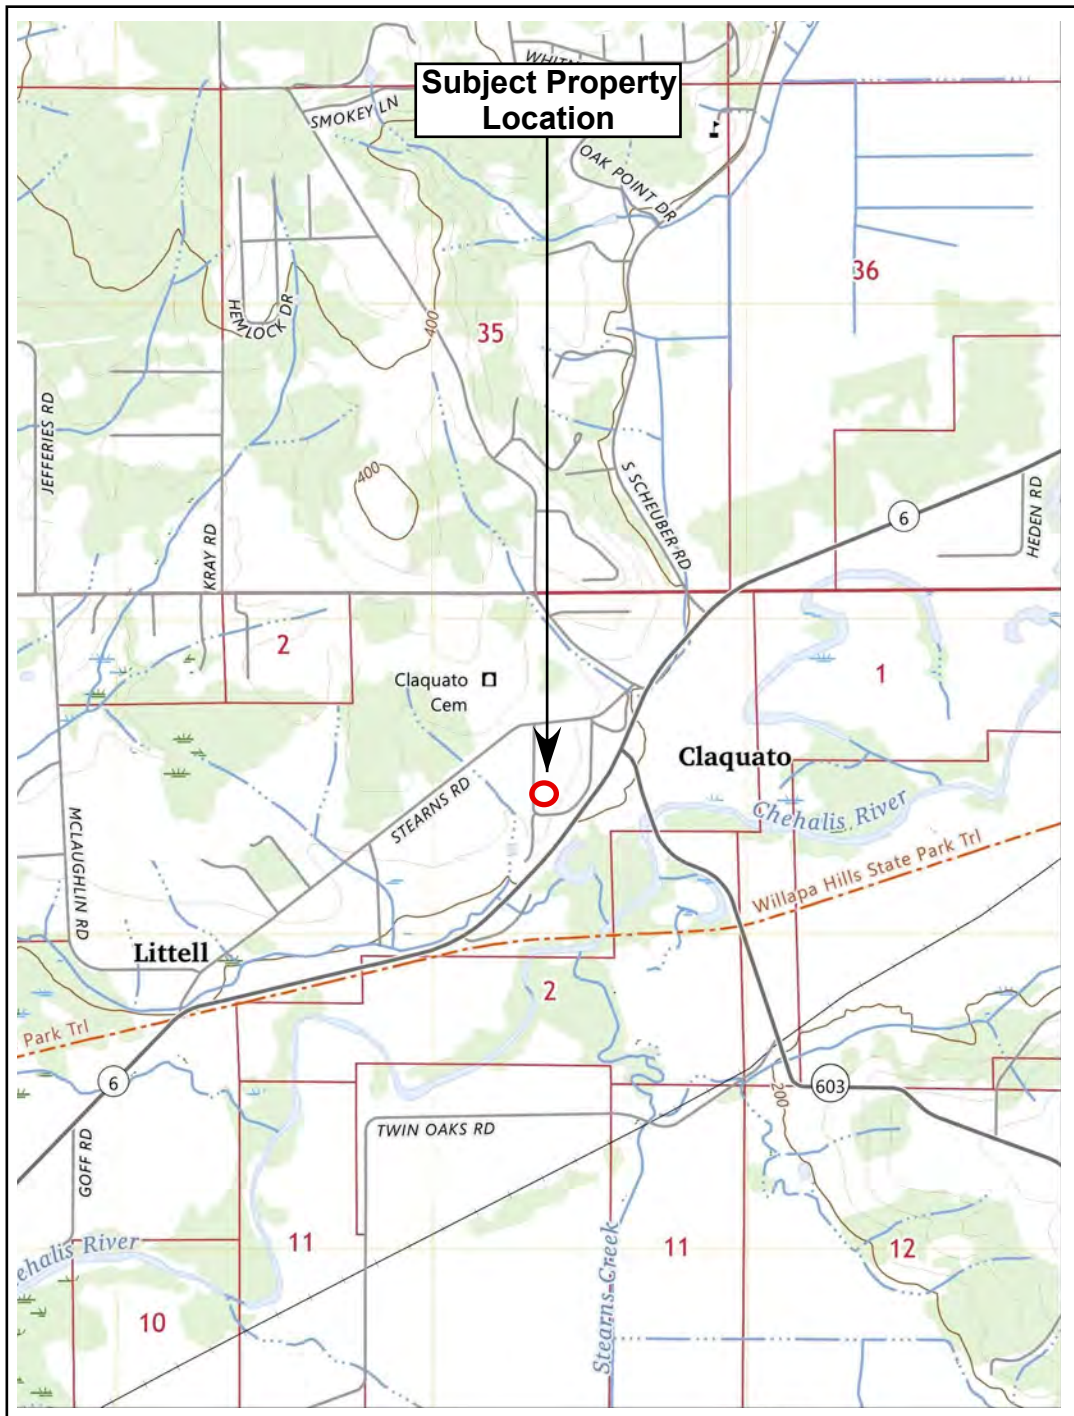 WHITN
Subject Property
Location
SMOKEY LN
OAK POINT DR
36
HEMLOCK DR
400
35
JEFFERIES RD
400
S SCHEUBER RD
6
HEDEN RD
KRAY RD
2
1
Claquato
Cem
Claquato
STEARNS RD
Chehalis River
MCLAUGHLIN RD
Willapa Hills State Park Trl
Littell
2
Park Trl
6
603
200
TWIN OAKS RD
GOFF RD
ehalis River
11
11
12
Stearns Creek
10